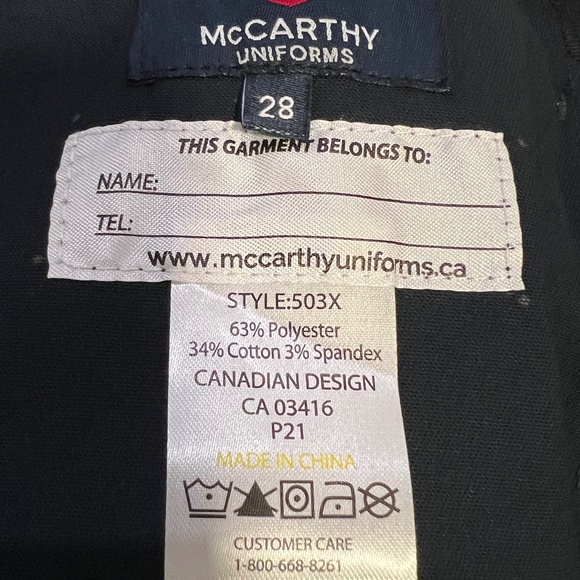 McCARTHY
UNIFORMS
28
THIS GARMENT BELONGS TO:
NAME:
TEL:
www.mccarthyuniforms.ca
STYLE:503X
63% Polyester
34% Cotton 3% Spandex
CANADIAN DESIGN
CA 03416
P21
MADE IN CHINA
CUSTOMER CARE
1-800-668-8261